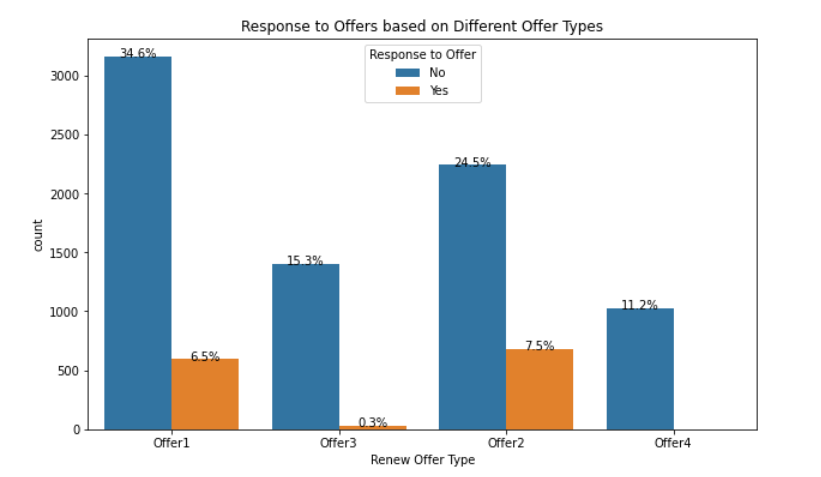 Response to Offers based on Different Offer Types
34.6%
Response to Offer
No
Yes
3000
2500
2000
1500
1000
500
0
count
24.5%
15.3%
11.2%
6.5%
7.5%
0.3%
Offer1
Offer3
Offer2
Offer4
Renew Offer Type